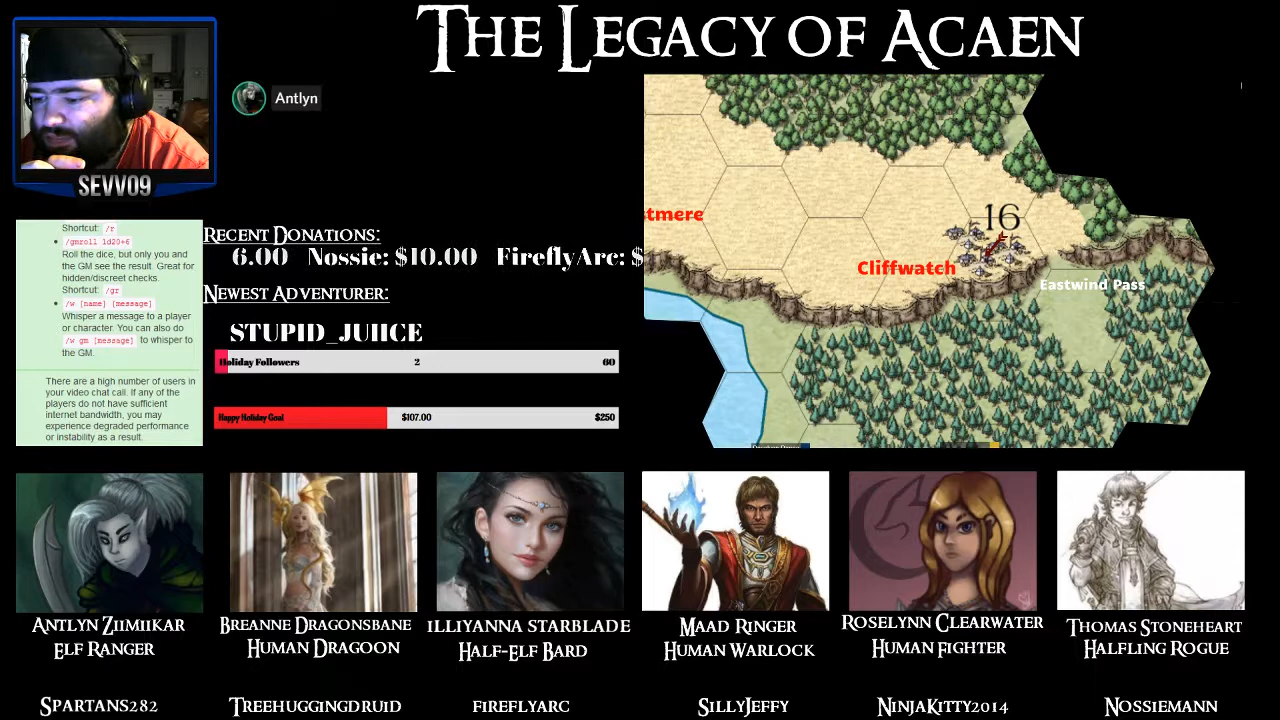 The Legacy of Acaen
SEVV09
Antlyn
Shortcut: /r
/gmroll 1d20+6
Roll the dice, but only you and
the GM see the result. Great for
hidden/discreet checks.
Shortcut: /gr
/w [name] [message]
Whisper a message to a player
or character. You can also do
/w gm [message] to whisper to
the GM.
There are a high number of users in
your video chat call. If any of the
players do not have sufficient
internet bandwidth, you may
experience degraded performance
or instability as a result.
Recent Donations:
6.00 Nossie: $10.00 FireflyArc: $
Newest Adventurer:
STUPID_JUIICE
Holiday Followers 2 60
Happy Holiday Goal $107.00 $250
stmere
16
Cliffwatch
Eastwind Pass
Antlyn Ziimiikar
Elf Ranger
Spartans282
Breanne Dragonsbane
Human Dragoon
Treehuggingdruid
Illiyanna Starblade
Half-Elf Bard
fireflyarc
Maad Ringer
Human Warlock
SillyJeffy
Roselynn Clearwater
Human Fighter
NinjaKitty2014
Thomas Stoneheart
Halfling Rogue
Nossiemann